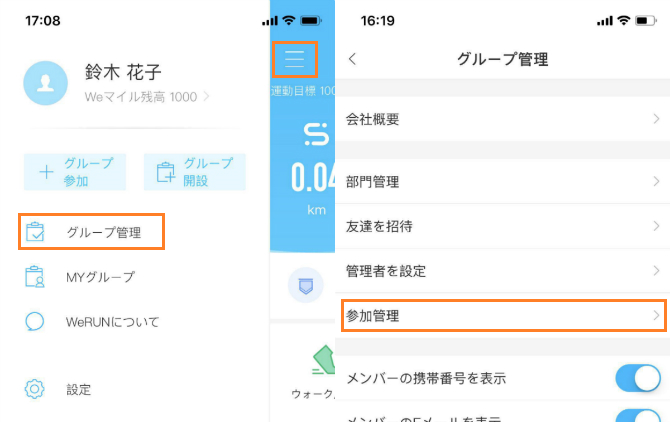 17:08
鈴木 花子
Weマイル残高 1000
グループ
参加
グループ
開設
グループ管理
MYグループ
WeRUNについて
設定
運動目標 100
0.04
km
ウォーク
16:19
グループ管理
会社概要
部門管理
友達を招待
管理者を設定
参加管理
メンバーの携帯番号を表示
メンバーのEメールを表示